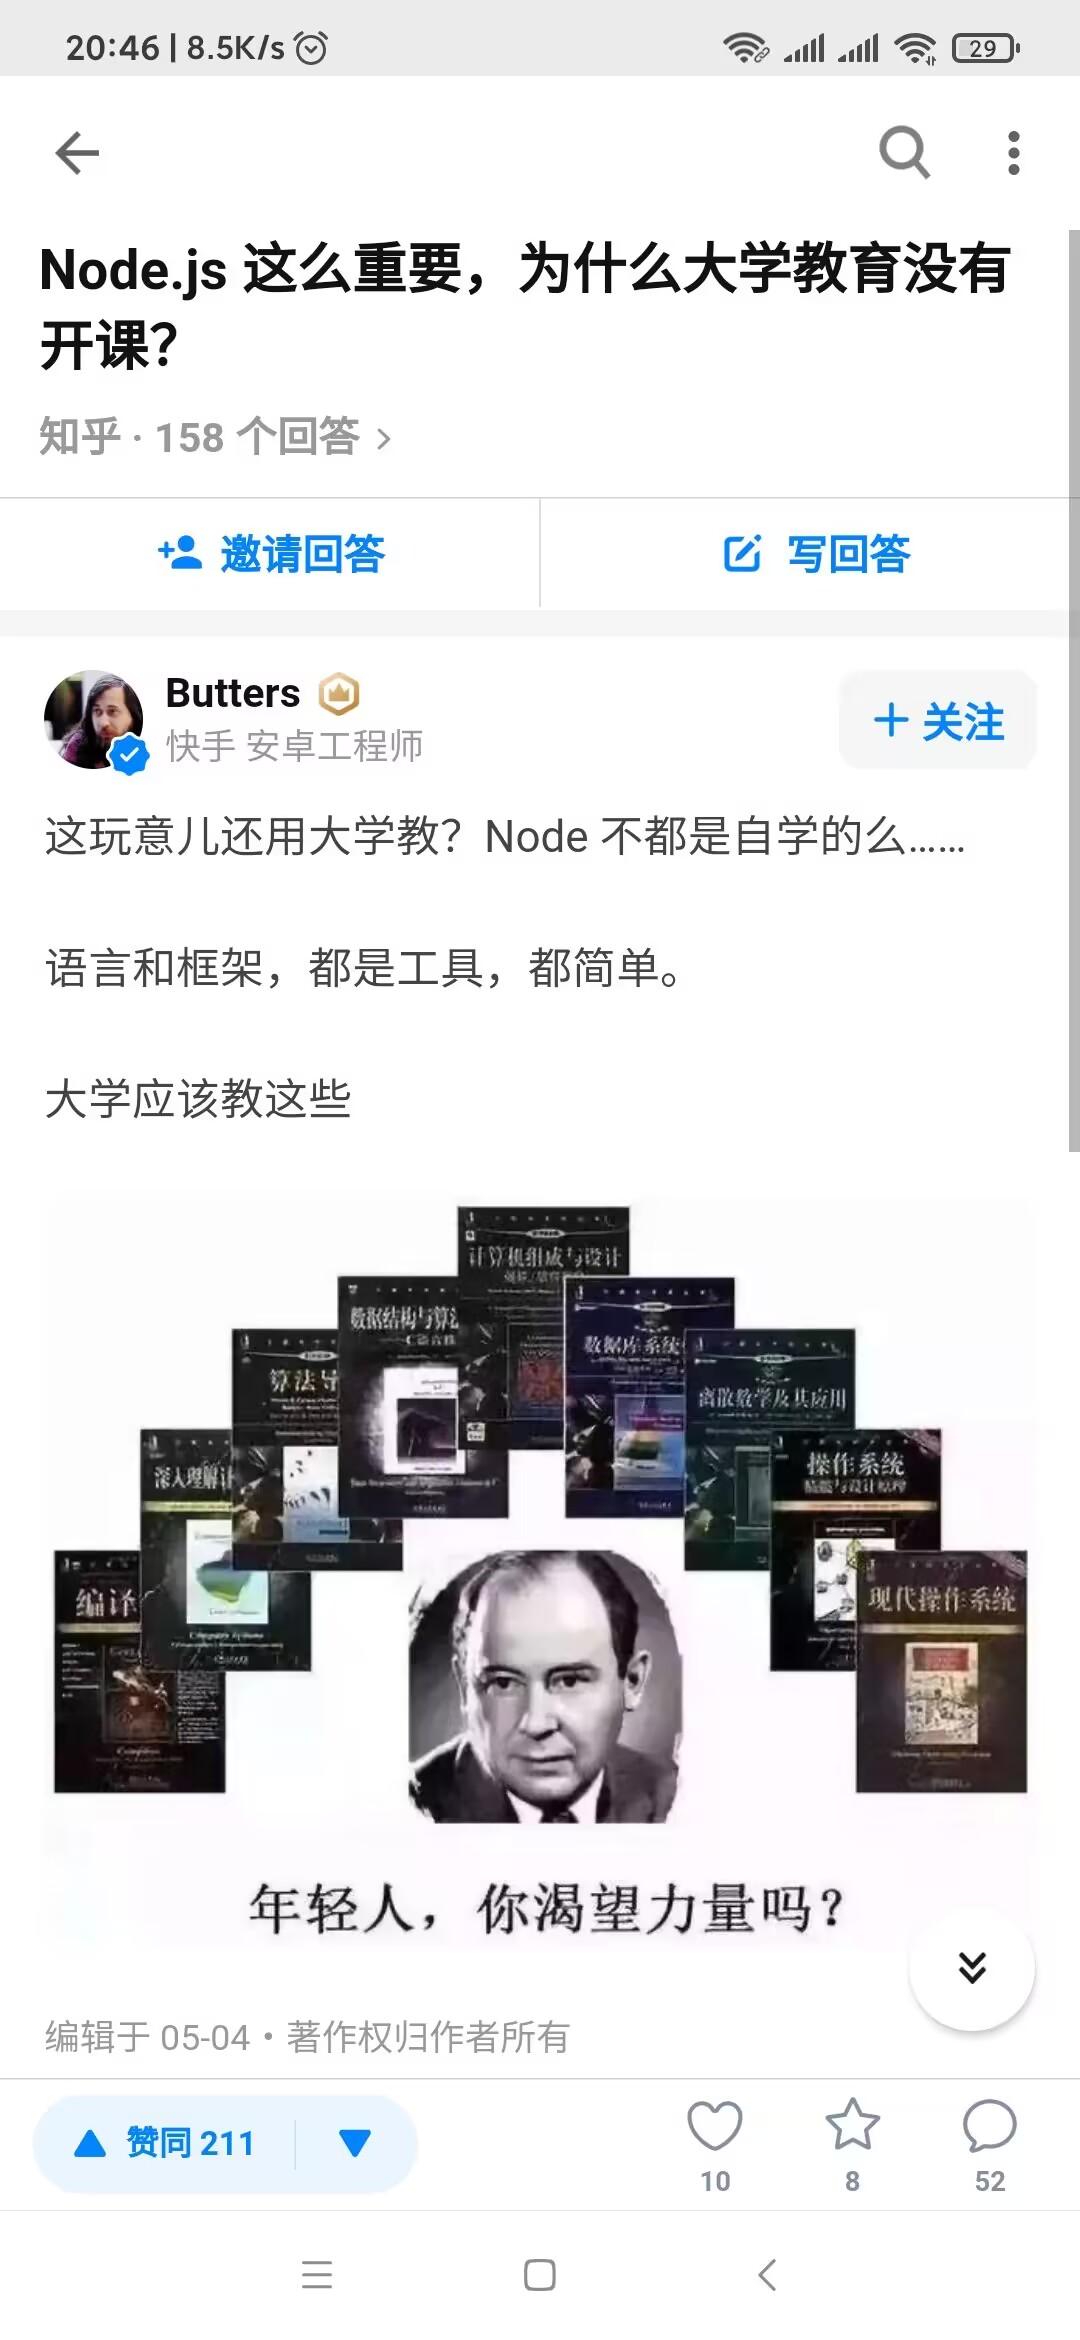 20:46 | 8.5K/s
29
Node.js 这么重要，为什么大学教育没有
开课？
知乎 · 158 个回答 >
邀请回答
写回答
Butters
快手 安卓工程师
+ 关注
这玩意儿还用大学教？Node 不都是自学的么……
语言和框架，都是工具，都简单。
大学应该教这些
计算机组成与设计
数据结构与算法
C语言
数据库系统
算法导
离散数学及其应用
深入理解计
操作系统
精髓与设计原理
编译
现代操作系统
年轻人，你渴望力量吗？
编辑于 05-04 · 著作权归作者所有
赞同 211
10
8
52